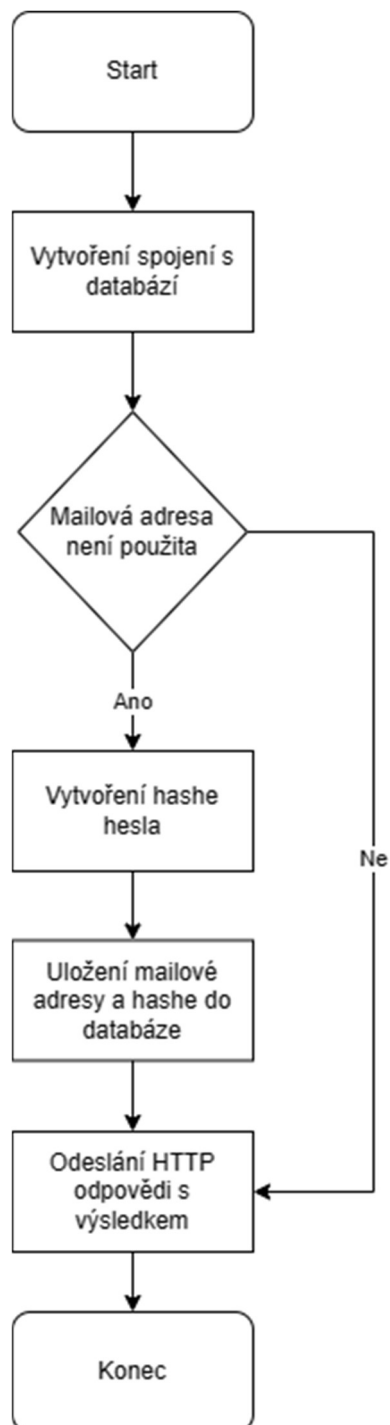 Start
Vytvoření spojení s
databází
Mailová adresa
není použita
Ano
Vytvoření hashe
hesla
Ne
Uložení mailové
adresy a hashe do
databáze
Odeslání HTTP
odpovědi s
výsledkem
Konec